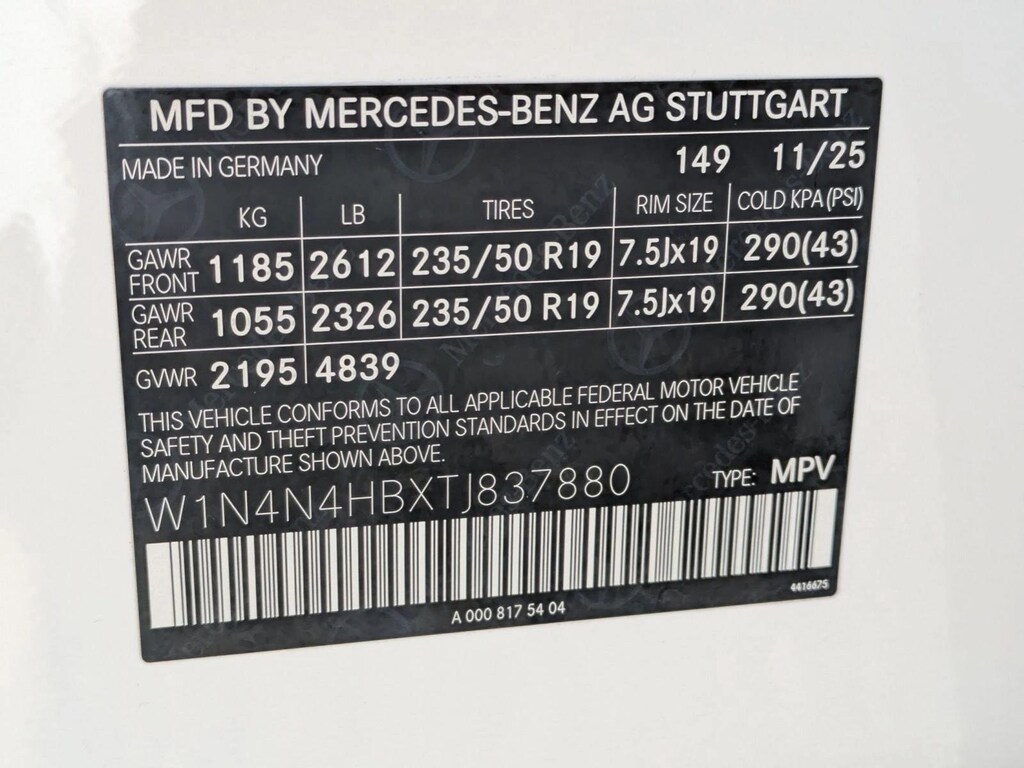 MFD BY MERCEDES-BENZ AG STUTTGART
MADE IN GERMANY 149 11/25
KG LB TIRES RIM SIZE COLD KPA (PSI)
GAWR FRONT 1185 2612 235/50 R19 7.5Jx19 290(43)
GAWR REAR 1055 2326 235/50 R19 7.5Jx19 290(43)
GVWR 2195 4839
THIS VEHICLE CONFORMS TO ALL APPLICABLE FEDERAL MOTOR VEHICLE
SAFETY AND THEFT PREVENTION STANDARDS IN EFFECT ON THE DATE OF
MANUFACTURE SHOWN ABOVE.
W1N4N4HBXTJ837880 TYPE: MPV
4416675
A 000 817 54 04